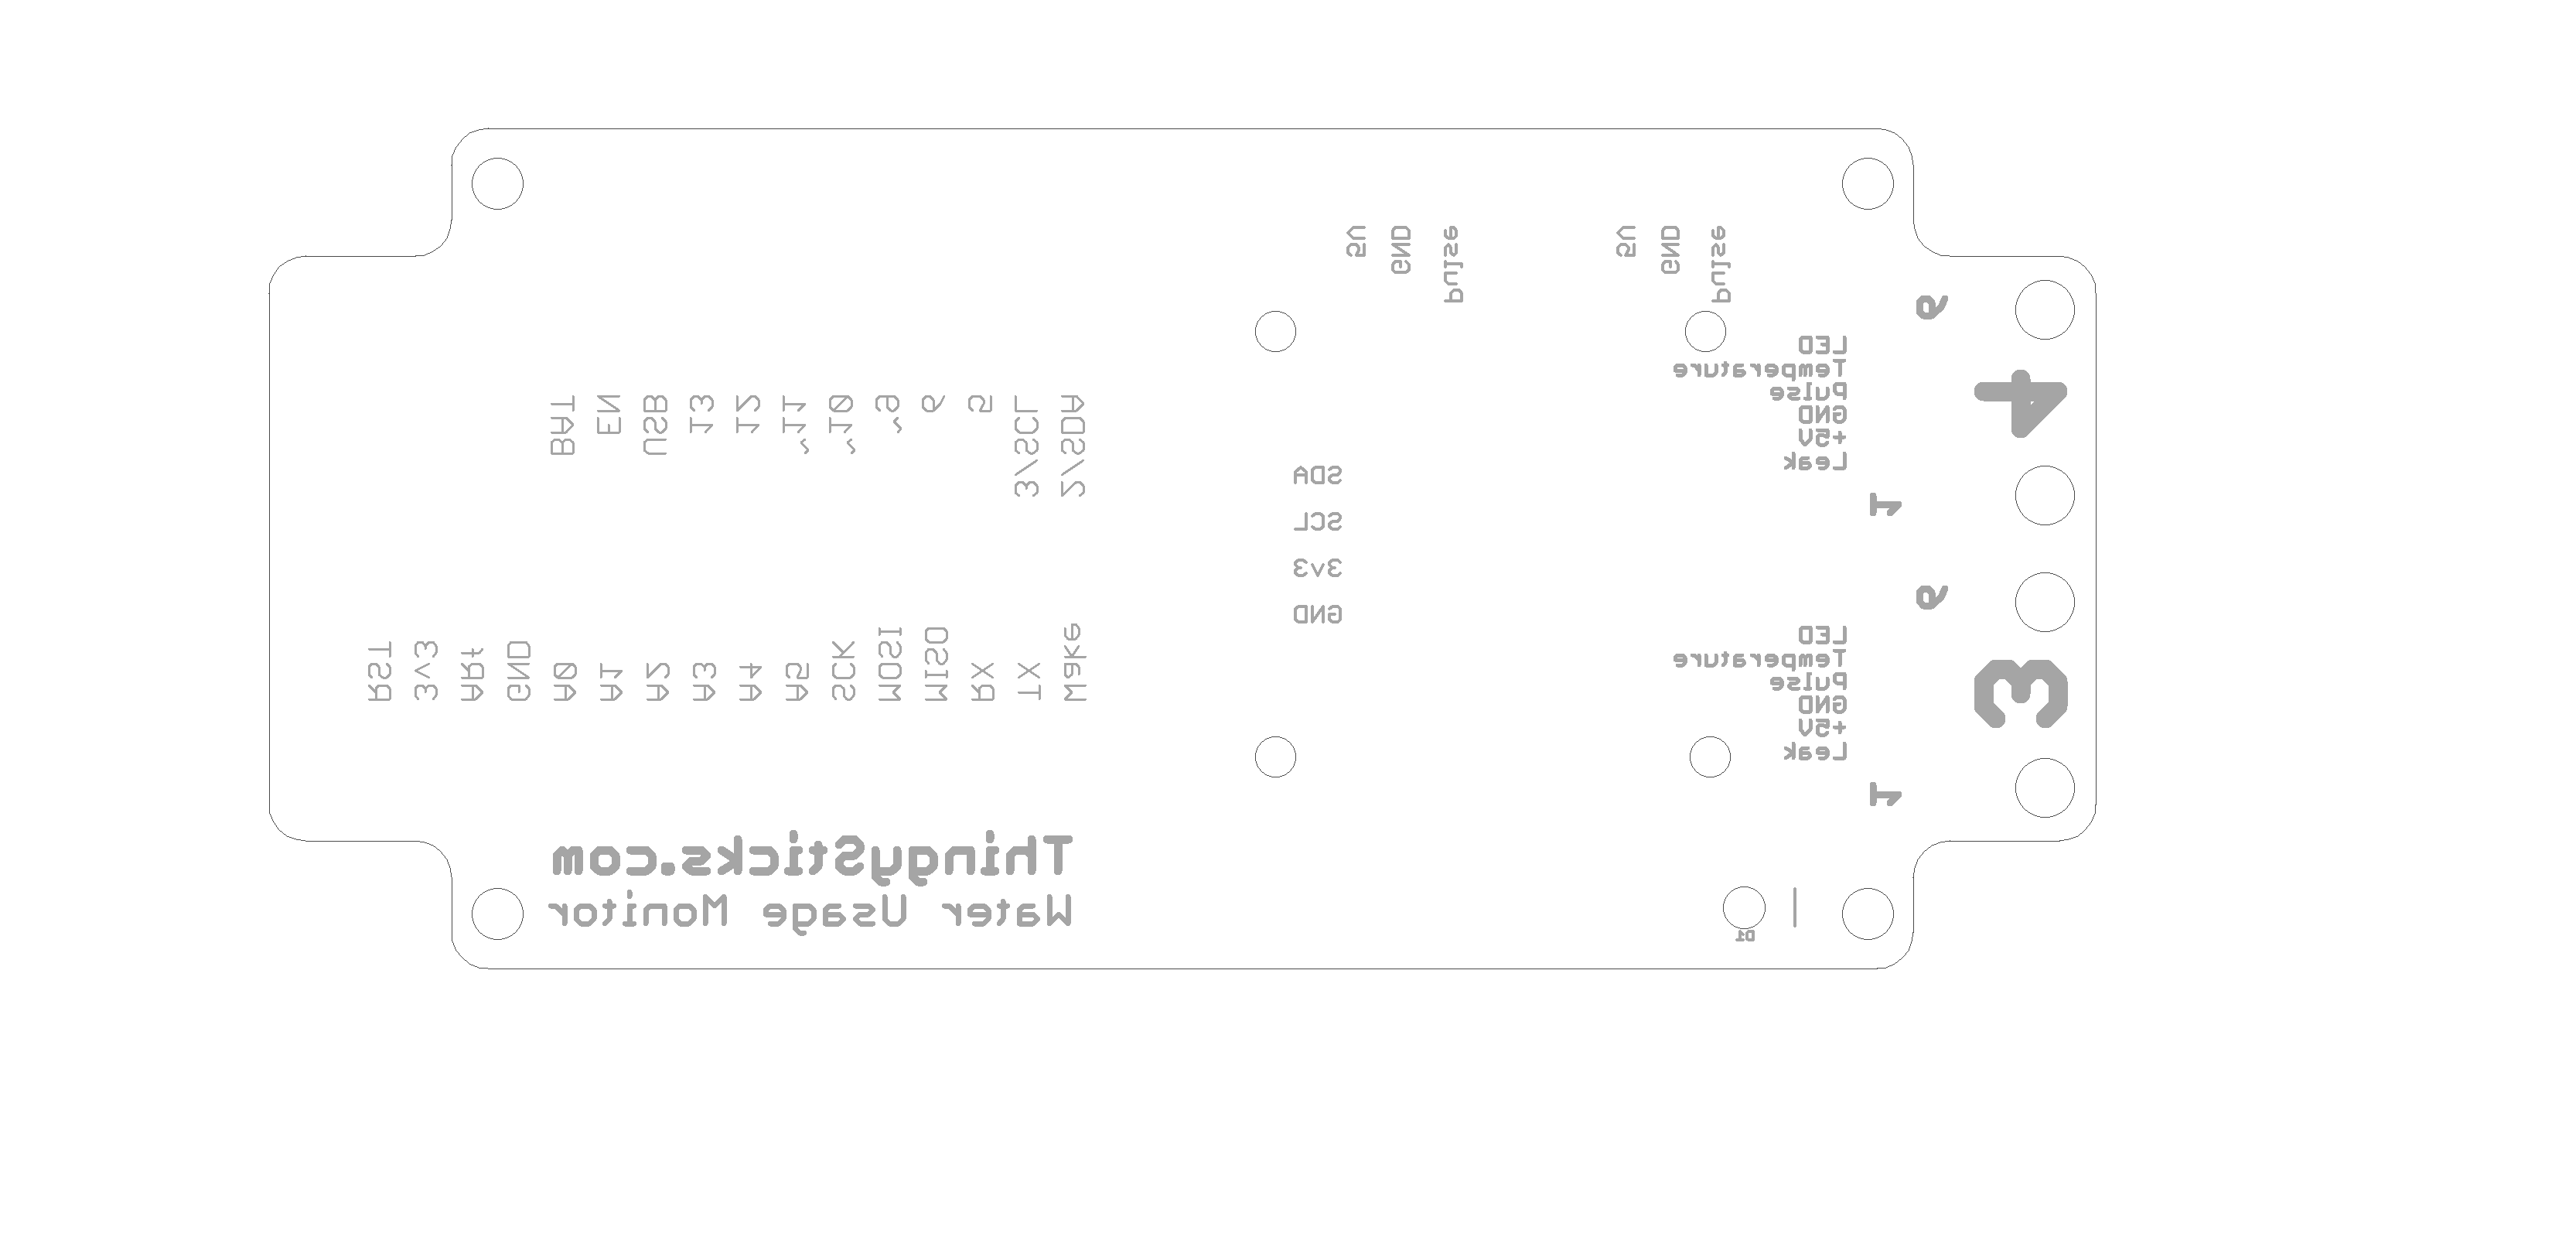 5V
GND
Pulse
5V
GND
Pulse
6
LED
Temperature
Pulse
GND
+5V
Leak
4
1
BAT
EN
USB
13
12
~11
~10
~9
6
5
3/SCL
2/SDA
SDA
SCL
3v3
GND
6
LED
Temperature
Pulse
GND
+5V
Leak
3
1
RST
3v3
ARf
GND
A0
A1
A2
A3
A4
A5
SCK
MOSI
MISO
RX
TX
Wake
ThingySticks.com
Water Usage Monitor
D1